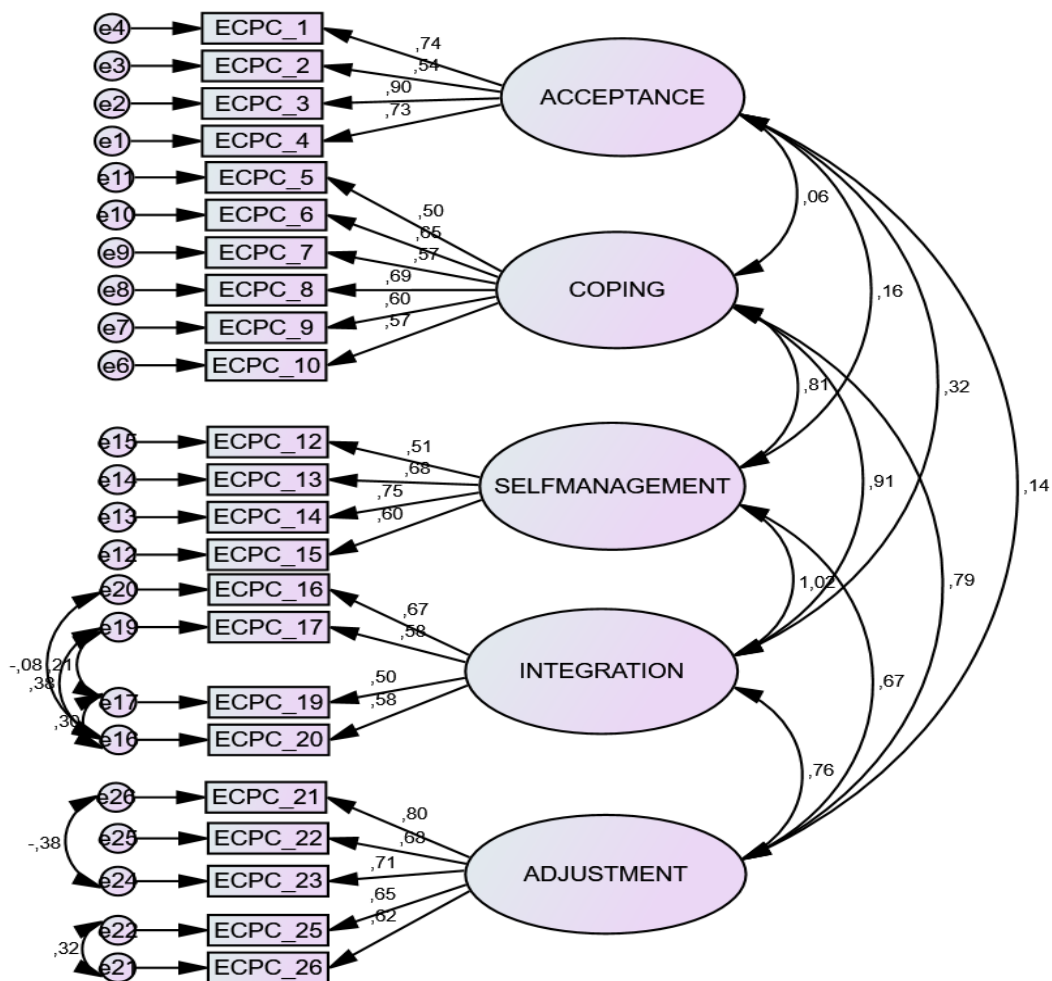 e4 ECPC_1 ,74
e3 ECPC_2 ,54
e2 ECPC_3 ,90
e1 ECPC_4 ,73
ACCEPTANCE
e11 ECPC_5 ,50
e10 ECPC_6 ,65
e9 ECPC_7 ,57
e8 ECPC_8 ,69
e7 ECPC_9 ,60
e6 ECPC_10 ,57
COPING
,06
,16
,81
,32
e15 ECPC_12 ,51
e14 ECPC_13 ,68
e13 ECPC_14 ,75
e12 ECPC_15 ,60
SELFMANAGEMENT
,91
,14
1,02
,79
e20 ECPC_16 ,67
e19 ECPC_17 ,58
e17 ECPC_19 ,50
e16 ECPC_20 ,58
INTEGRATION
-,08 ,21
,38
,30
,67
,76
e26 ECPC_21 ,80
e25 ECPC_22 ,68
e24 ECPC_23 ,71
e22 ECPC_25 ,65
e21 ECPC_26 ,62
ADJUSTMENT
-,38
,32